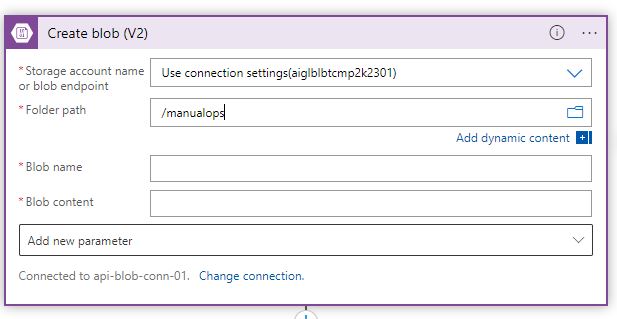 Create blob (V2)
* Storage account name
or blob endpoint
Use connection settings(aiglblbtcmp2k2301)
* Folder path
/manualops
Add dynamic content
* Blob name
* Blob content
Add new parameter
Connected to api-blob-conn-01. Change connection.